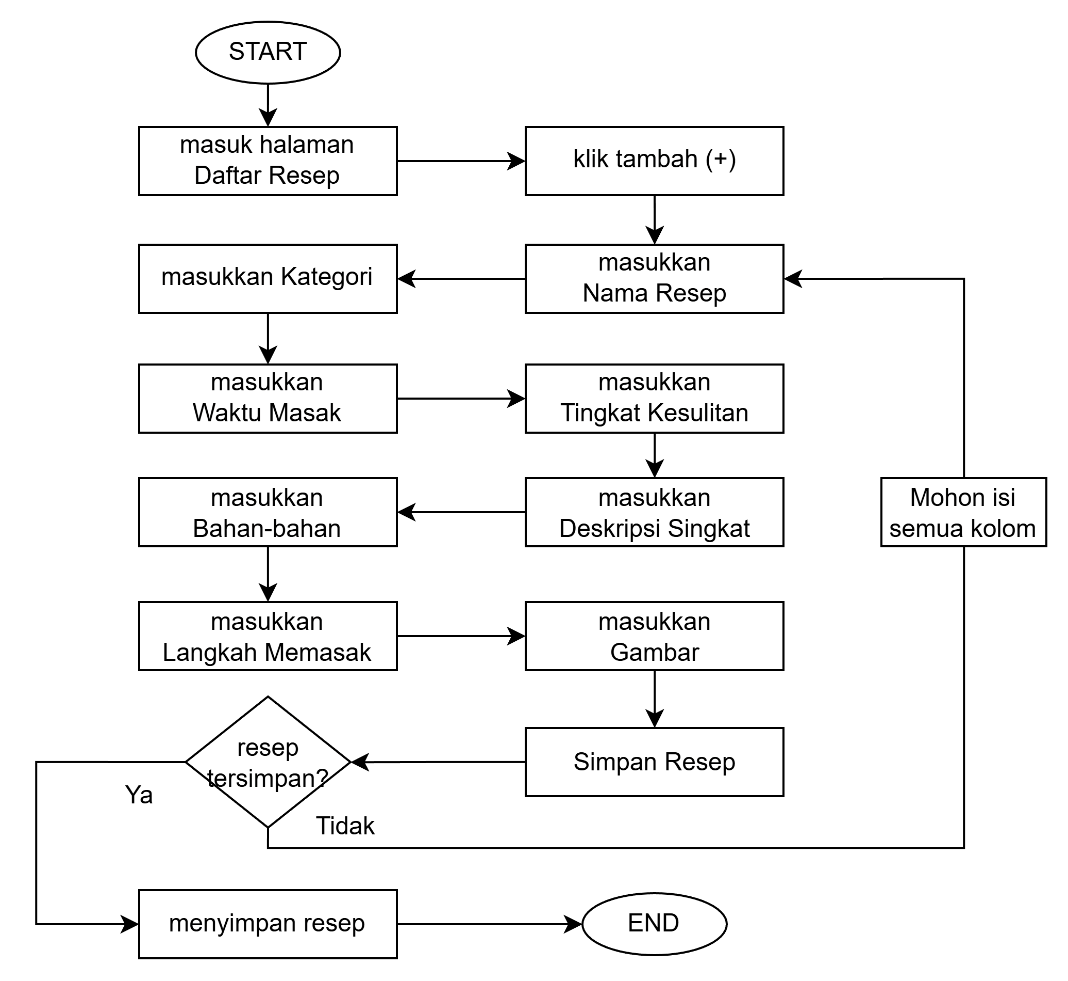 START
masuk halaman
Daftar Resep
klik tambah (+)
masukkan
Nama Resep
masukkan Kategori
masukkan
Waktu Masak
masukkan
Tingkat Kesulitan
masukkan
Deskripsi Singkat
masukkan
Bahan-bahan
masukkan
Langkah Memasak
masukkan
Gambar
Simpan Resep
resep
tersimpan?
Ya
Tidak
Mohon isi
semua kolom
menyimpan resep
END